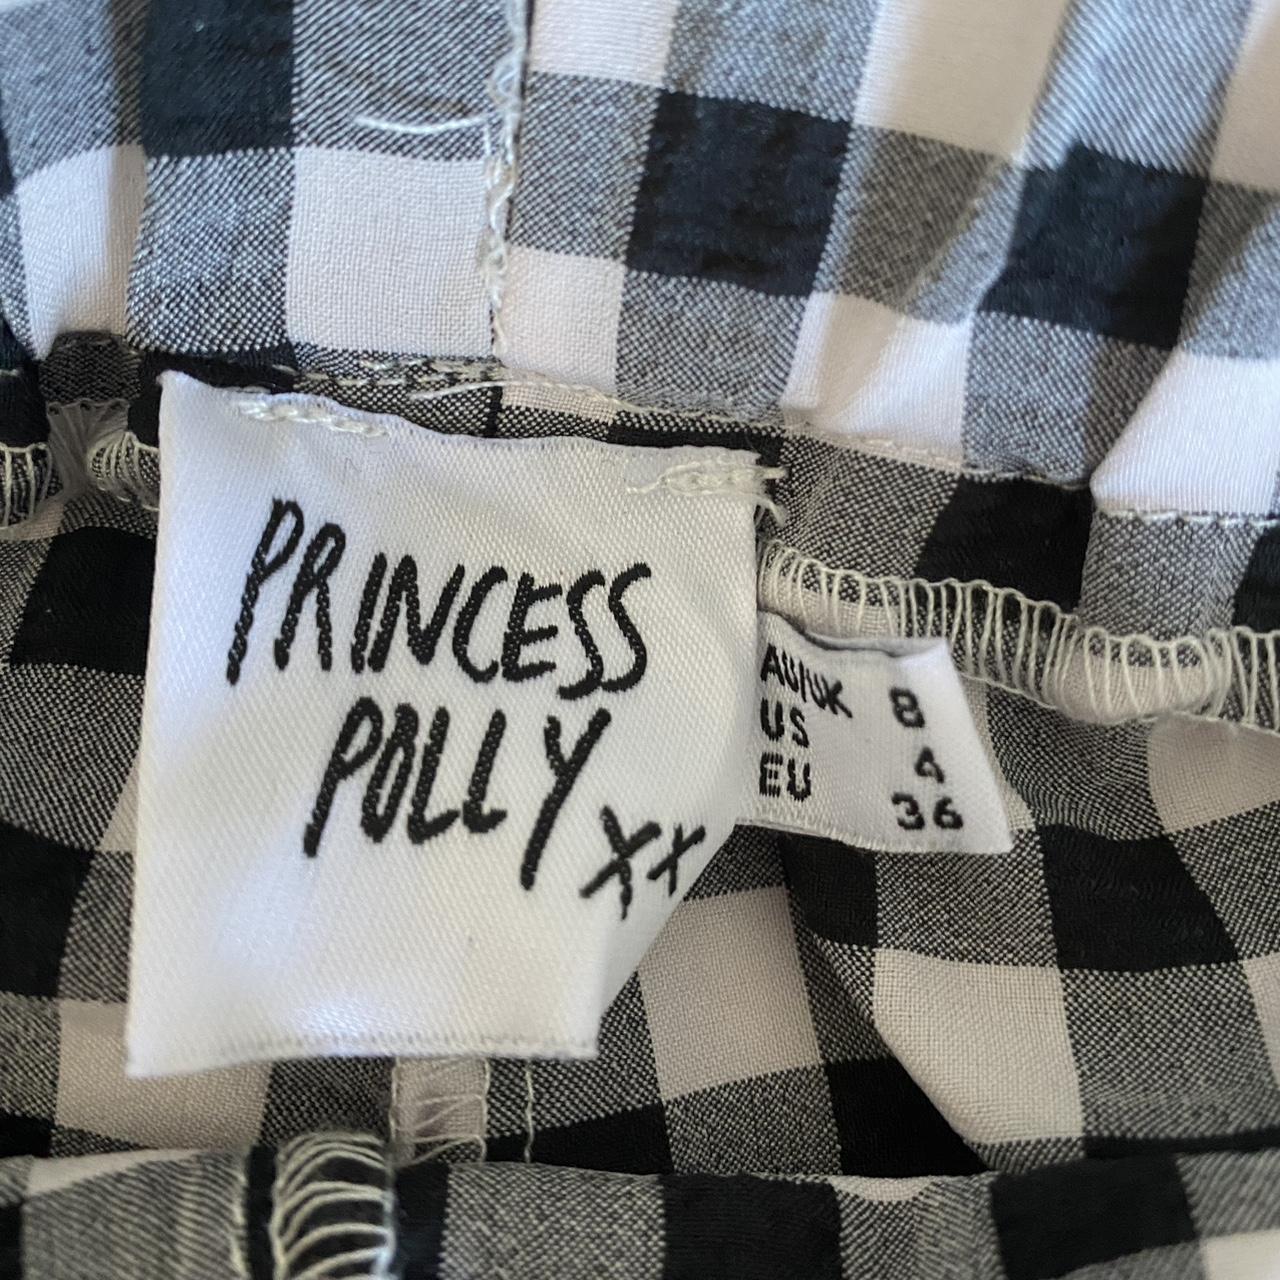 PRINCESS
POLLY
xx
AU/UK 8
US 4
EU 36